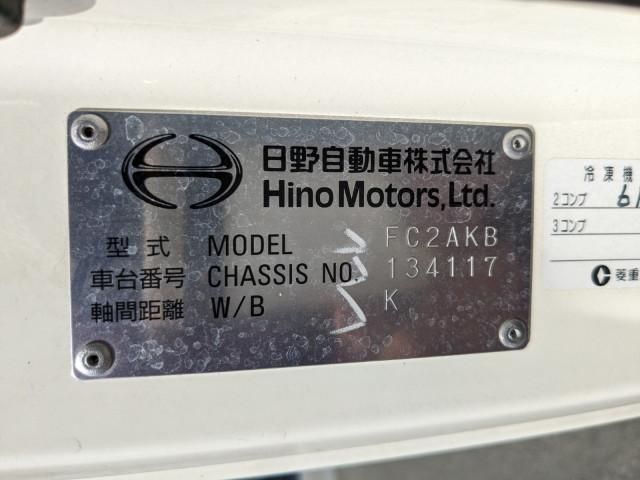 日野自動車株式会社
Hino Motors, Ltd.
型式 MODEL FC2AKB
車台番号 CHASSIS NO. 134117
軸間距離 W/B K
冷凍機
2コンプ
3コンプ
菱重